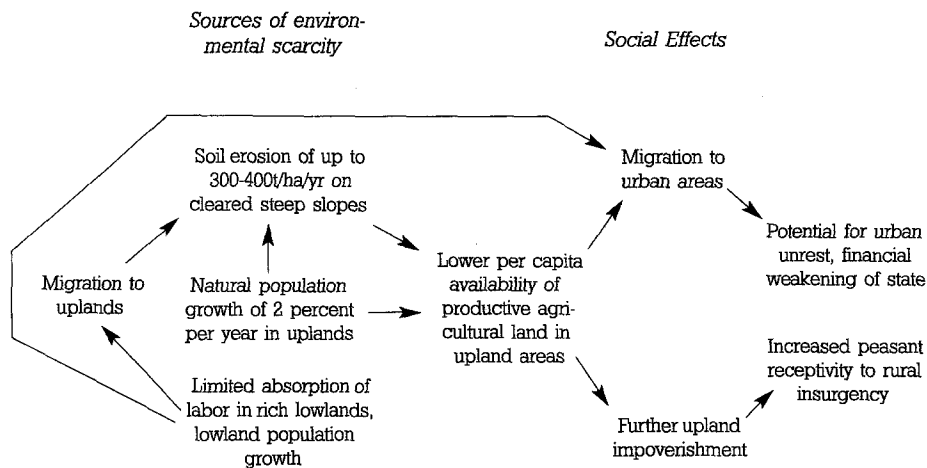 Sources of environ-
mental scarcity
Social Effects
Soil erosion of up to
300-400t/ha/yr on
cleared steep slopes
Migration to
urban areas
Migration to
uplands
Natural population
growth of 2 percent
per year in uplands
Lower per capita
availability of
productive agri-
cultural land in
upland areas
Potential for urban
unrest, financial
weakening of state
Limited absorption of
labor in rich lowlands,
lowland population
growth
Further upland
impoverishment
Increased peasant
receptivity to rural
insurgency